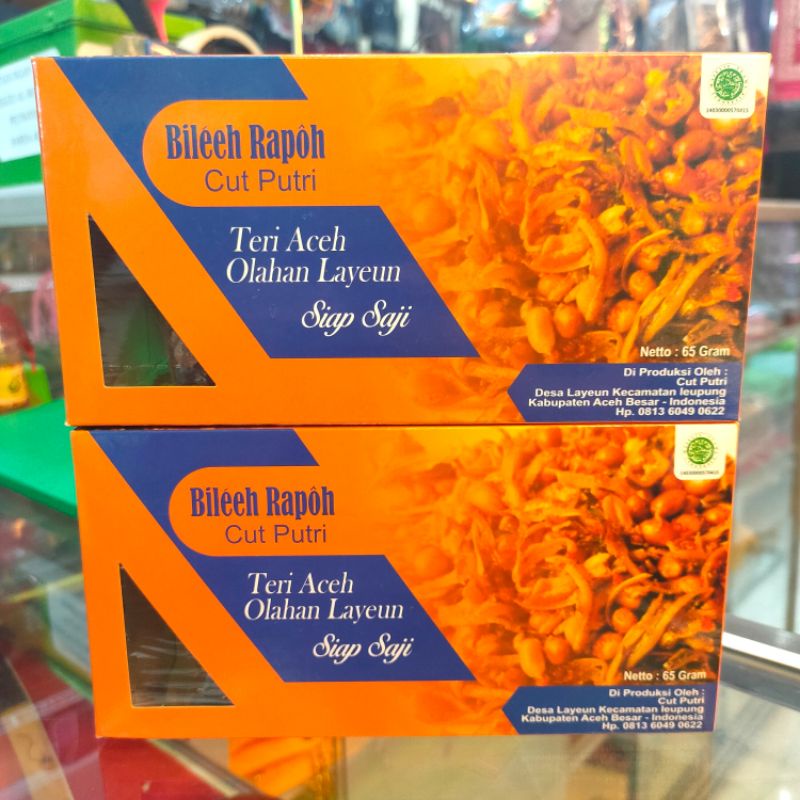 Biléeh Rapôh
Cut Putri
Teri Aceh
Olahan Layeun
Siap Saji
Netto : 65 Gram
Di Produksi Oleh :
Cut Putri
Desa Layeun Kecamatan leupung
Kabupaten Aceh Besar - Indonesia
Hp. 0813 6049 0622
Biléeh Rapôh
Cut Putri
Teri Aceh
Olahan Layeun
Siap Saji
Netto : 65 Gram
Di Produksi Oleh :
Cut Putri
Desa Layeun Kecamatan leupung
Kabupaten Aceh Besar - Indonesia
Hp. 0813 6049 0622